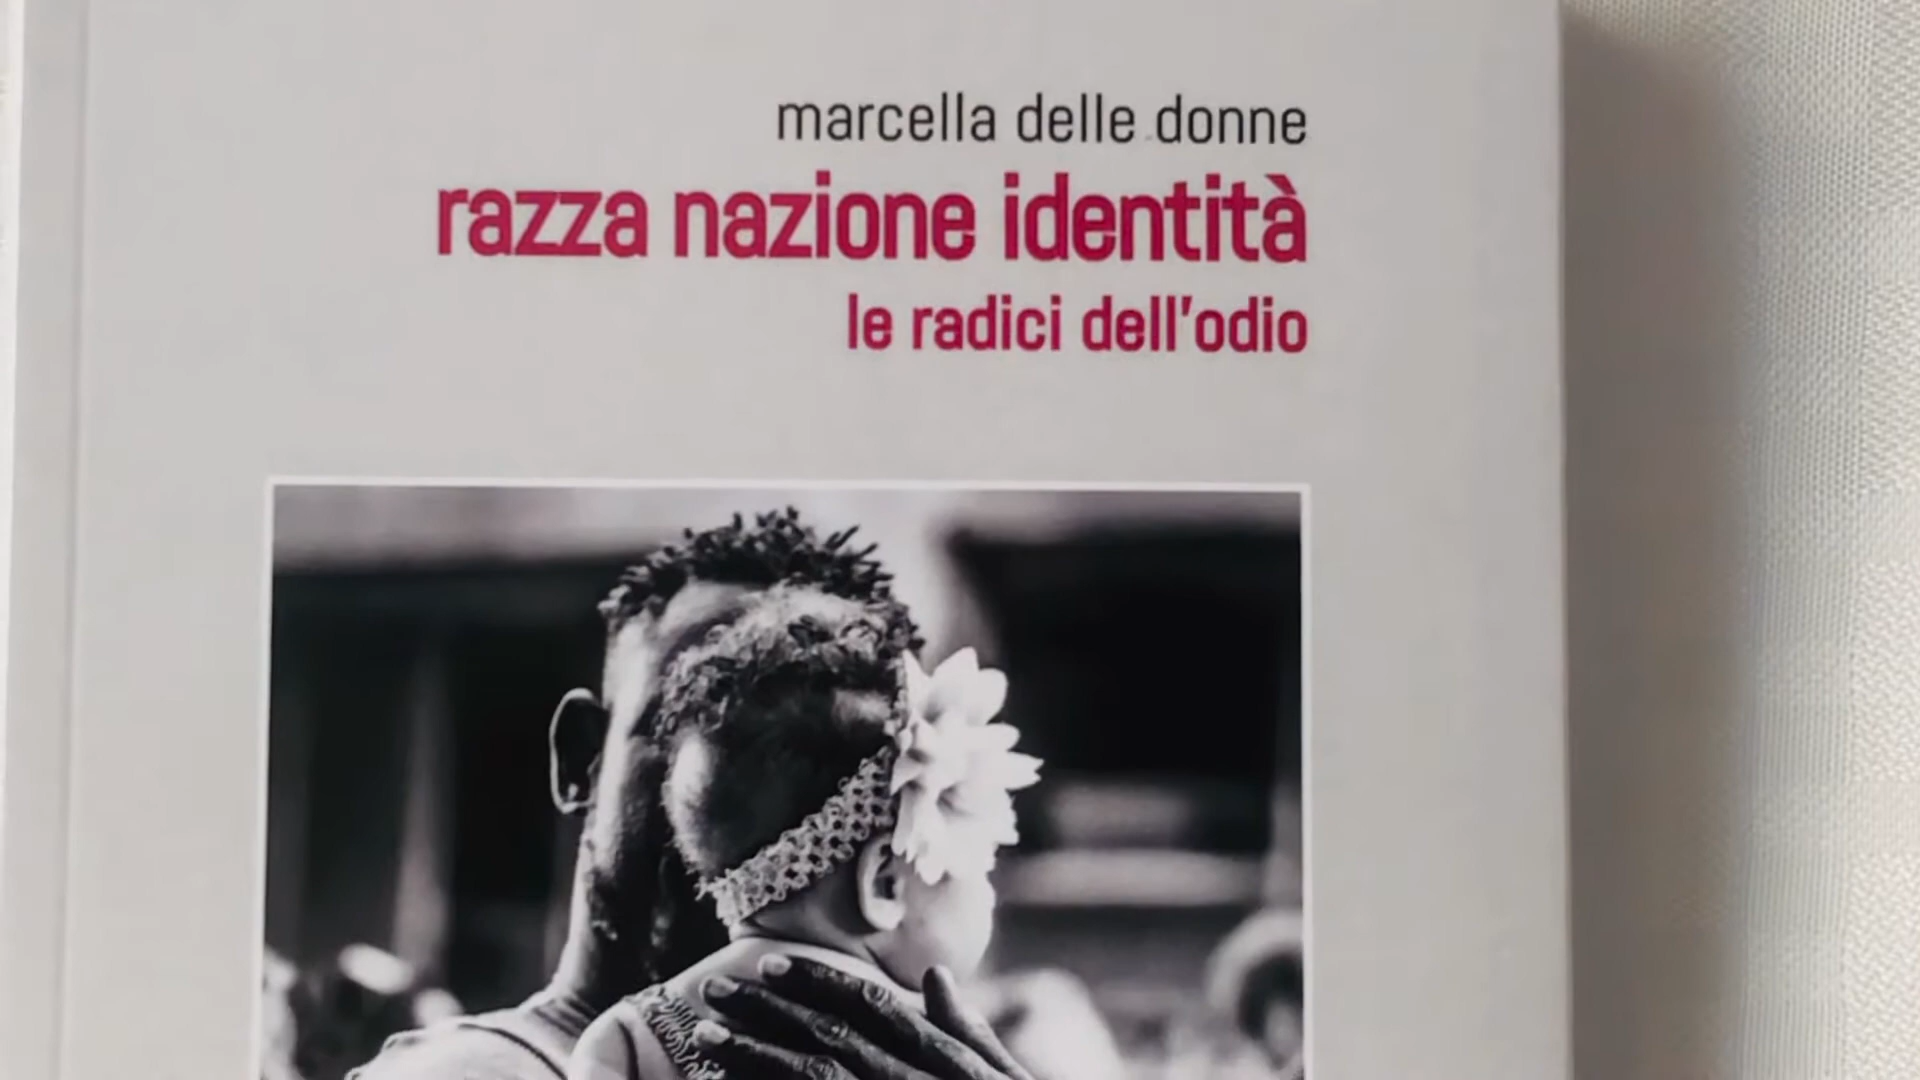 marcella delle donne
razza nazione identità
le radici dell'odio